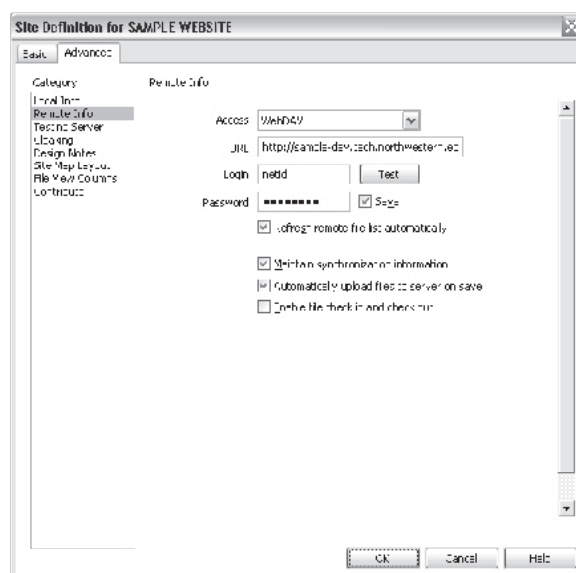 Site Definition for SAMPLE WEBSITE
Basic Advanced
Category
Local Info
Remote Info
Testing Server
Cloaking
Design Notes
Site Map Layout
File View Columns
Contribute
Remote Info
Access WebDAV
URL http://sample-dav.tech.northwestern.ed
Login netid Test
Password ******** Save
Refresh remote file list automatically
Maintain synchronization information
Automatically upload files to server on save
Enable file check in and check out
OK Cancel Help